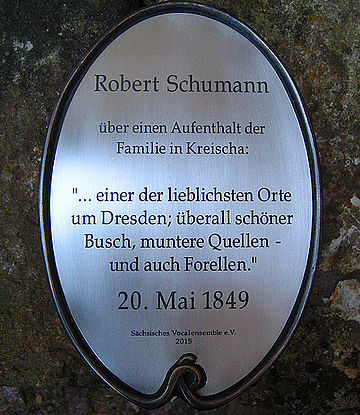 Robert Schumann
über einen Aufenthalt der
Familie in Kreischa:
"... einer der lieblichsten Orte
um Dresden; überall schöner
Busch, muntere Quellen -
und auch Forellen."
20. Mai 1849
Sächsisches Vocalensemble e.V.
2015